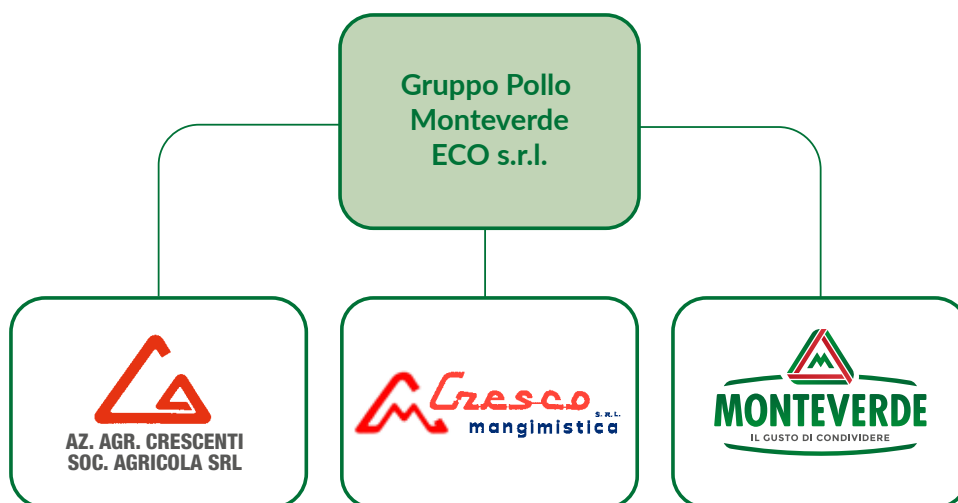 Gruppo Pollo
Monteverde
ECO s.r.l.
AZ. AGR. CRESCENTI
SOC. AGRICOLA SRL
Cresco
S.R.L.
mangimistica
MONTEVERDE
IL GUSTO DI CONDIVIDERE